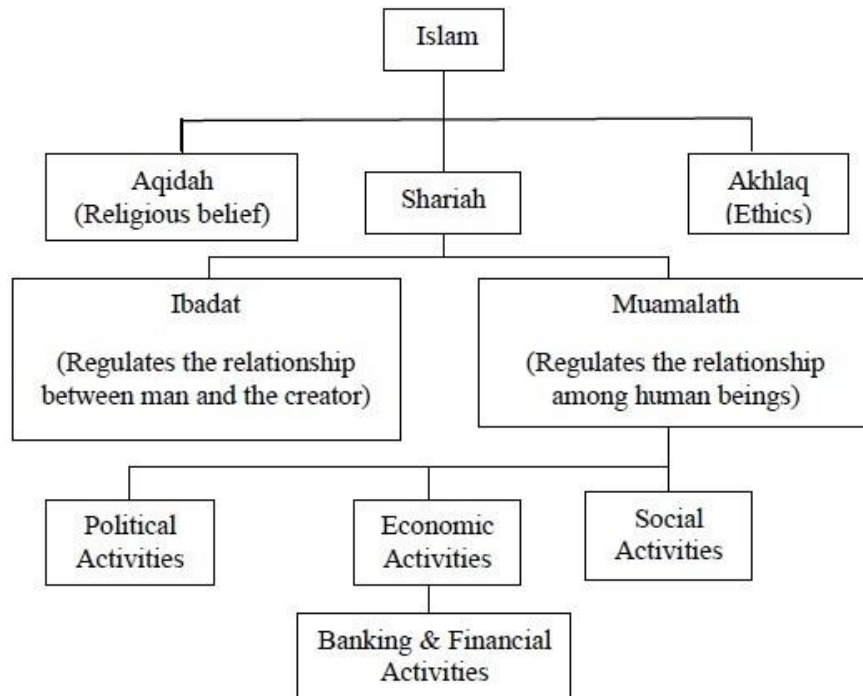 Islam
Aqidah
(Religious belief)
Shariah
Akhlaq
(Ethics)
Ibadat
(Regulates the relationship
between man and the creator)
Muamalath
(Regulates the relationship
among human beings)
Political
Activities
Economic
Activities
Social
Activities
Banking & Financial
Activities